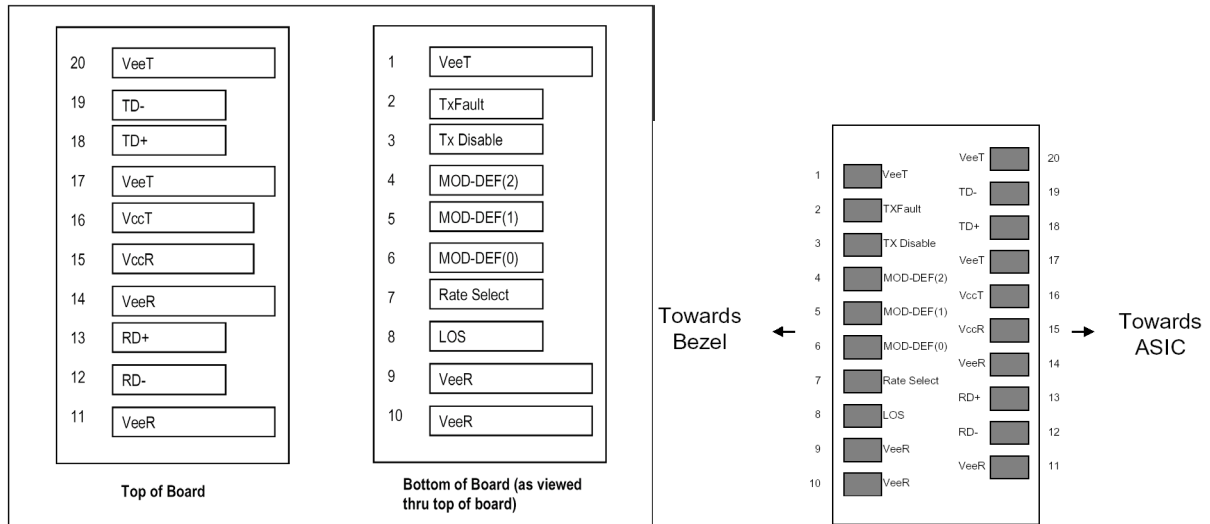 20 VeeT
19 TD-
18 TD+
17 VeeT
16 VccT
15 VccR
14 VeeR
13 RD+
12 RD-
11 VeeR
Top of Board
1 VeeT
2 TxFault
3 Tx Disable
4 MOD-DEF(2)
5 MOD-DEF(1)
6 MOD-DEF(0)
7 Rate Select
8 LOS
9 VeeR
10 VeeR
Bottom of Board (as viewed
thru top of board)
Towards
Bezel
1 VeeT
2 TXFault
3 TX Disable
4 MOD-DEF(2)
5 MOD-DEF(1)
6 MOD-DEF(0)
7 Rate Select
8 LOS
9 VeeR
10 VeeR
VeeT 20
TD- 19
TD+ 18
VeeT 17
VccT 16
VccR 15
VeeR 14
RD+ 13
RD- 12
VeeR 11
Towards
ASIC